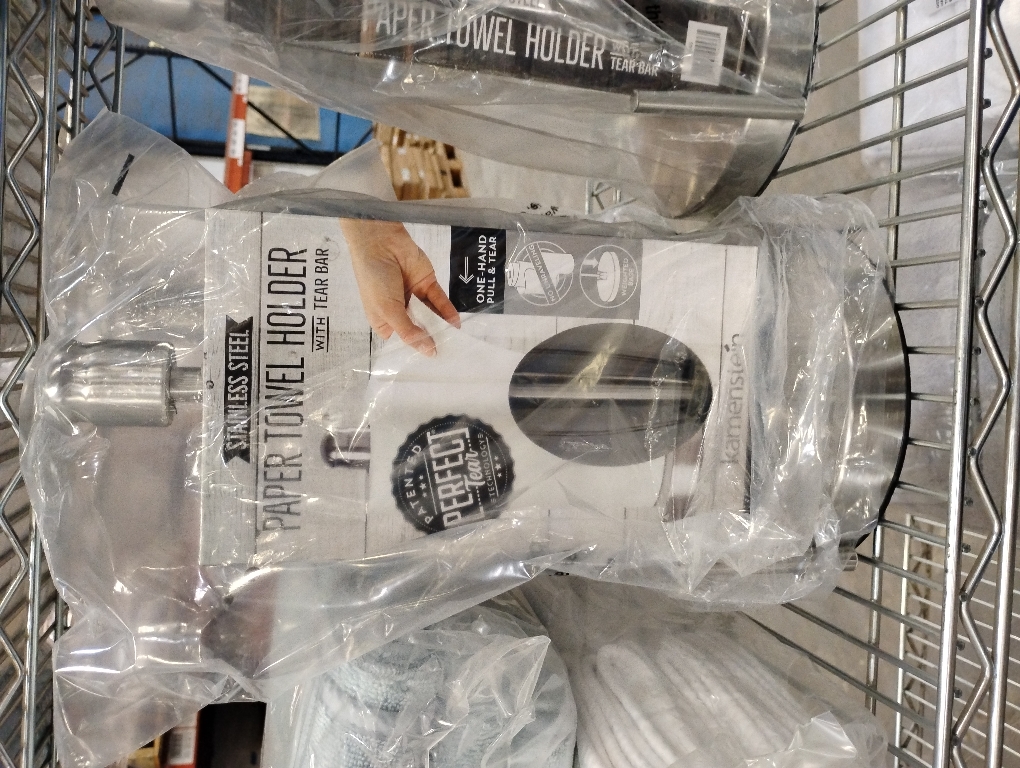 PAPER TOWEL HOLDER
TEAR BAR
STAINLESS STEEL
PAPER TOWEL HOLDER
WITH TEAR BAR
ONE-HAND
PULL & TEAR
PATENTED
PERFECT
Tear
TECHNOLOGY
kamenstein